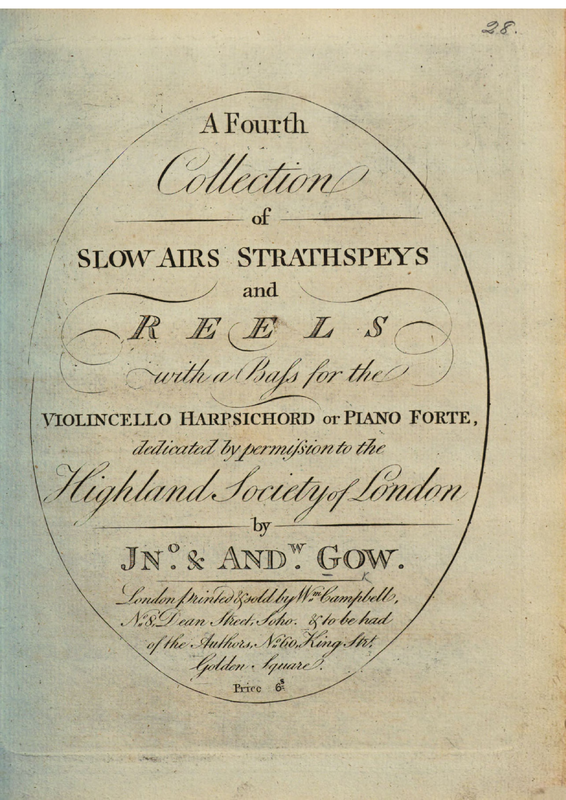 28.
A Fourth
Collection
of
SLOW AIRS STRATHSPEYS
and
REELS
with a Baſs for the
VIOLINCELLO HARPSICHORD or PIANO FORTE,
dedicated by permiſsion to the
Highland Society of London
by
JNº. & ANDʷ. GOW.
London printed & sold by Wᵐ Campbell,
Nº 8, Dean Street, Soho. & to be had
of the Authors, Nº 60, King Strᵗ.
Golden Square.
Price 6ˢ